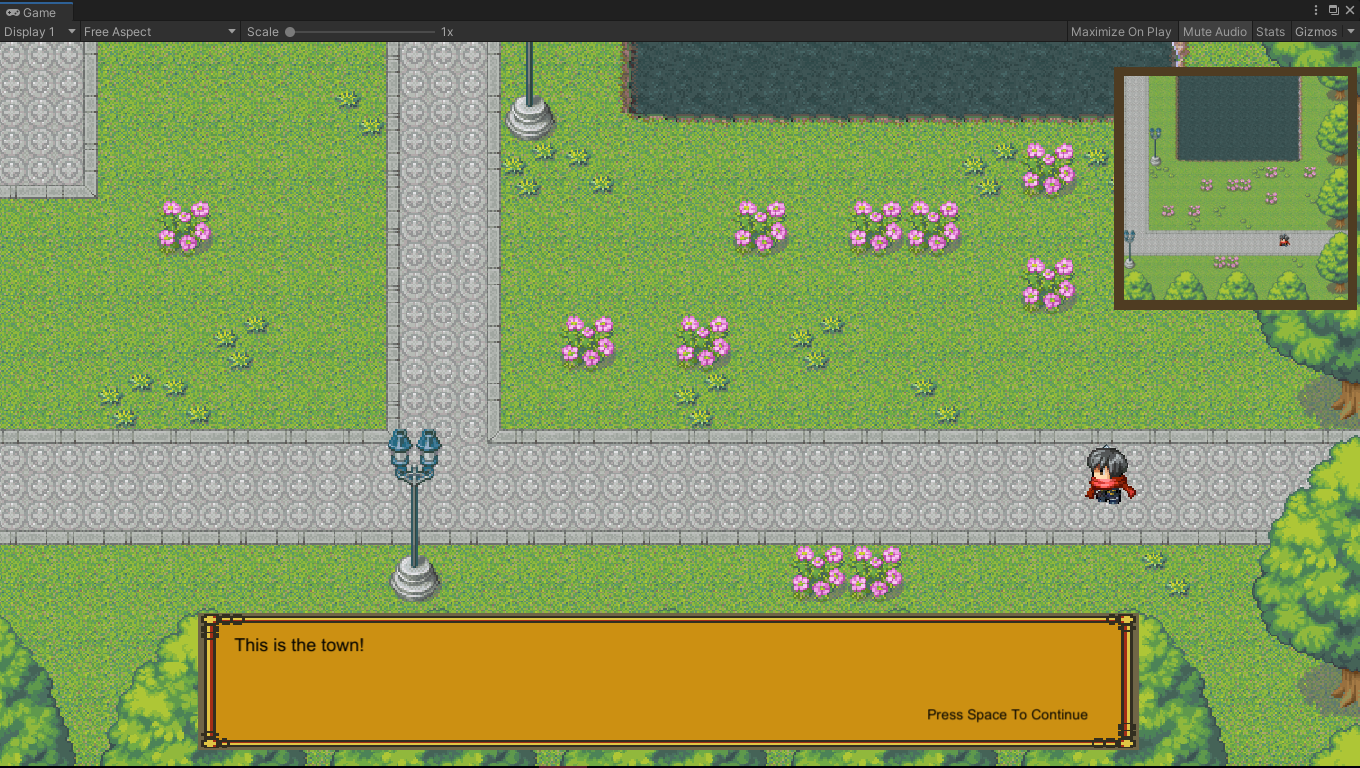 Game
Display 1 Free Aspect Scale 1x Maximize On Play Mute Audio Stats Gizmos
This is the town!
Press Space To Continue